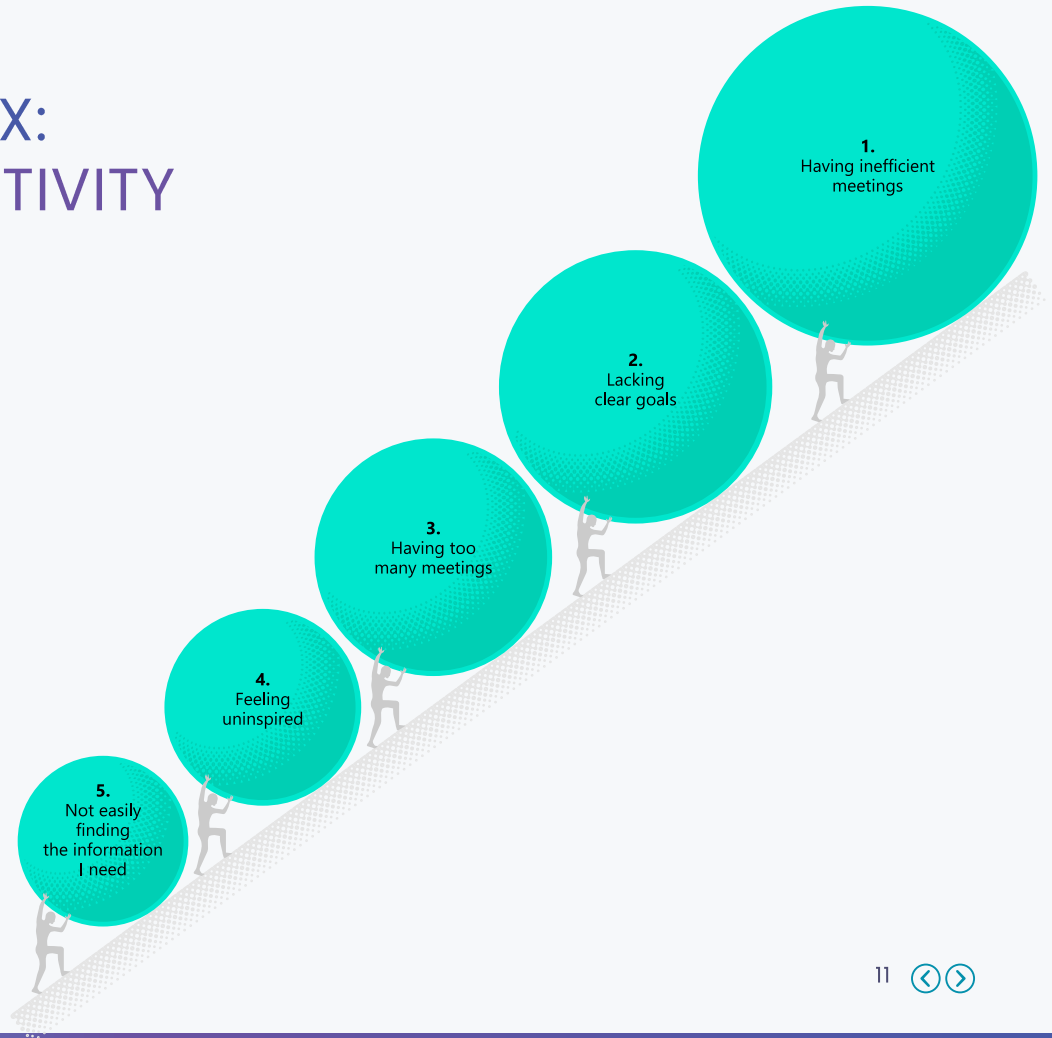 X:
TIVITY
1.
Having inefficient
meetings
2.
Lacking
clear goals
3.
Having too
many meetings
4.
Feeling
uninspired
5.
Not easily
finding
the information
I need
11